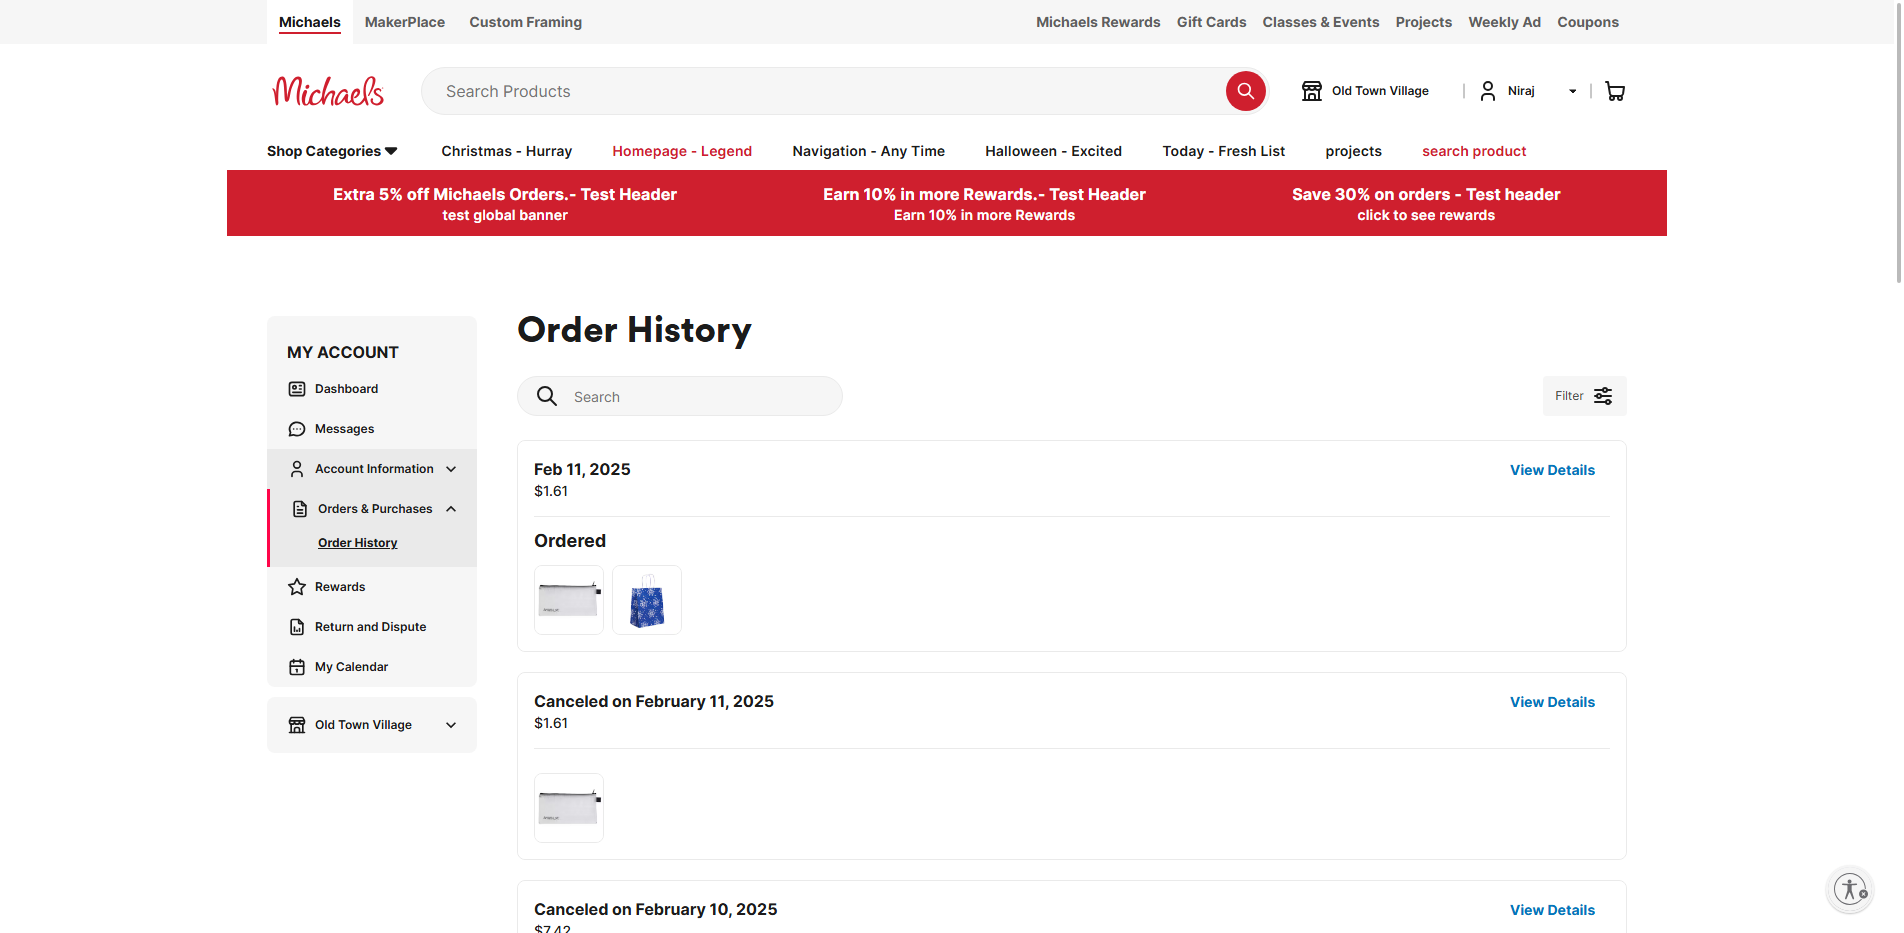 Michaels MakerPlace Custom Framing Michaels Rewards Gift Cards Classes & Events Projects Weekly Ad Coupons
Michaels
Search Products
Old Town Village
Niraj
Shop Categories Christmas - Hurray Homepage - Legend Navigation - Any Time Halloween - Excited Today - Fresh List projects search product
Extra 5% off Michaels Orders.- Test Header
test global banner
Earn 10% in more Rewards.- Test Header
Earn 10% in more Rewards
Save 30% on orders - Test header
click to see rewards
MY ACCOUNT
Dashboard
Messages
Account Information
Orders & Purchases
Order History
Rewards
Return and Dispute
My Calendar
Old Town Village
Order History
Search
Filter
Feb 11, 2025
$1.61
View Details
Ordered
Canceled on February 11, 2025
$1.61
View Details
Canceled on February 10, 2025
$7.42
View Details